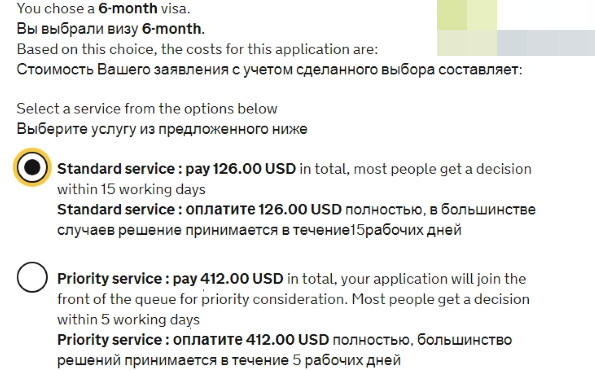 You chose a 6-month visa.
Вы выбрали визу 6-month.
Based on this choice, the costs for this application are:
Стоимость Вашего заявления с учетом сделанного выбора составляет:
Select a service from the options below
Выберите услугу из предложенного ниже
Standard service : pay 126.00 USD in total, most people get a decision
within 15 working days
Standard service : оплатите 126.00 USD полностью, в большинстве
случаев решение принимается в течение15рабочих дней
Priority service : pay 412.00 USD in total, your application will join the
front of the queue for priority consideration. Most people get a decision
within 5 working days
Priority service : оплатите 412.00 USD полностью, большинство
решений принимается в течение 5 рабочих дней